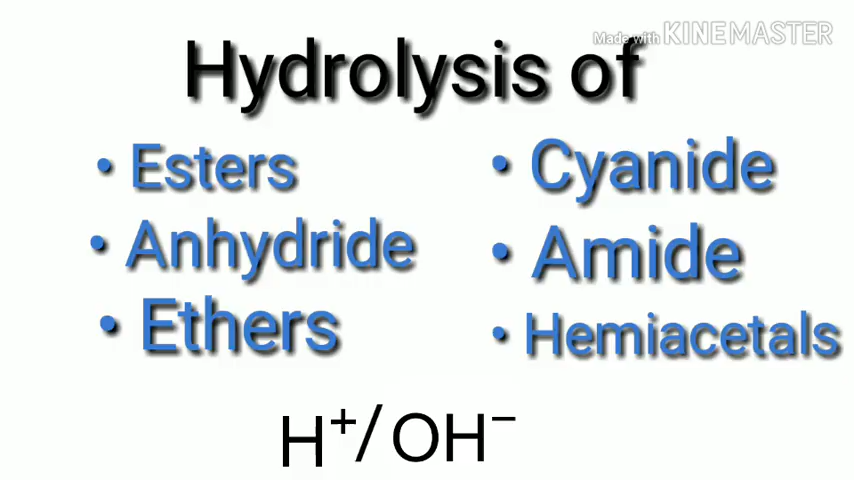 Made with KINEMASTER
Hydrolysis of
• Esters
• Anhydride
• Ethers
• Cyanide
• Amide
• Hemiacetals
H⁺/OH⁻